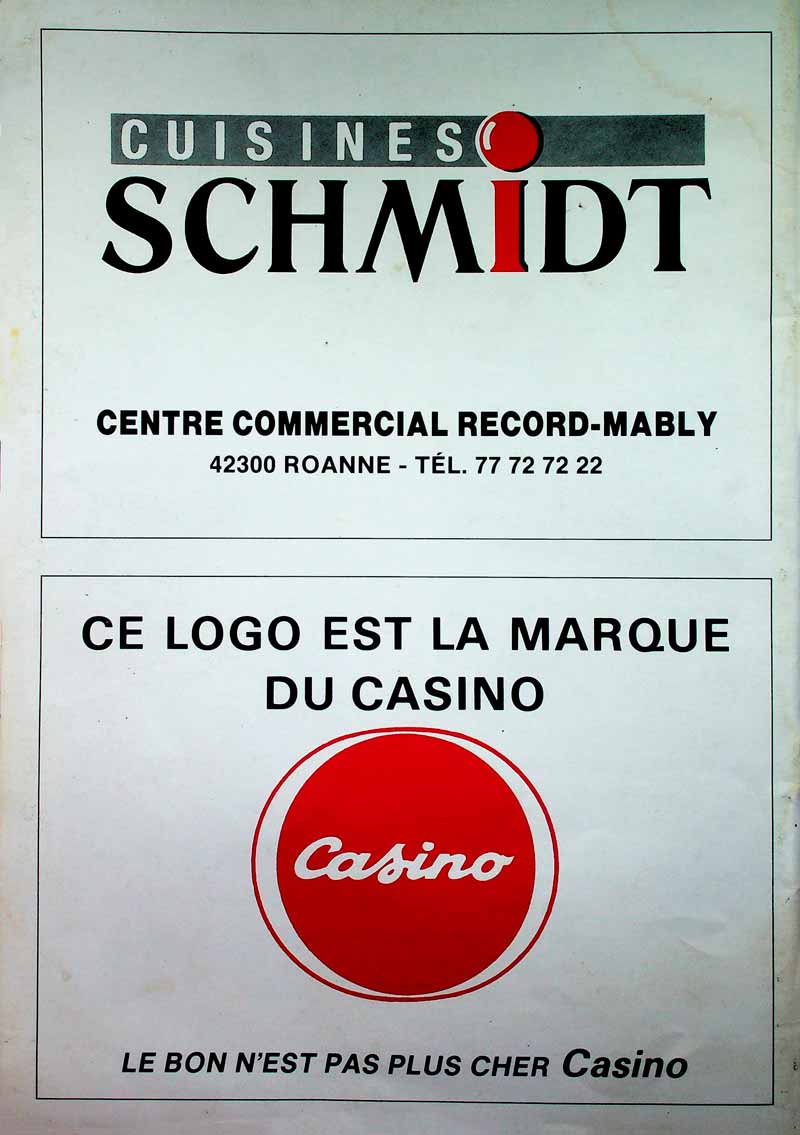 CUISINES
SCHMiDT
CENTRE COMMERCIAL RECORD-MABLY
42300 ROANNE - TÉL. 77 72 72 22
CE LOGO EST LA MARQUE
DU CASINO
Casino
LE BON N'EST PAS PLUS CHER Casino